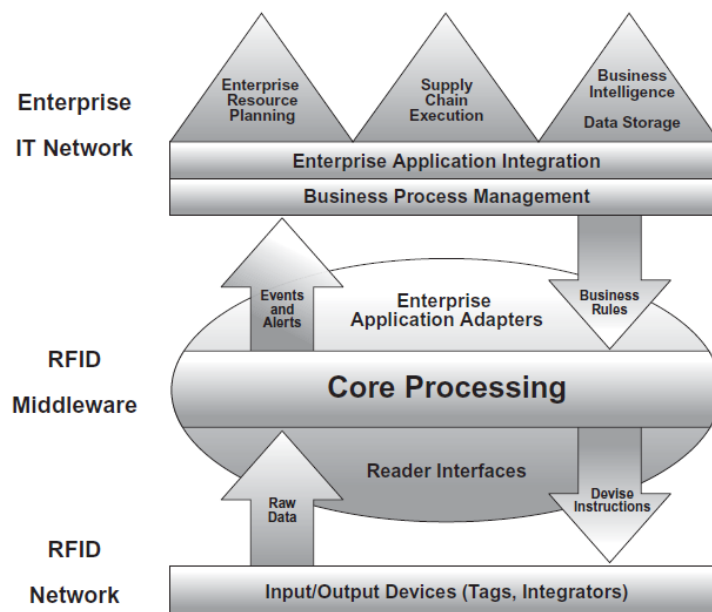 Enterprise
IT Network
Enterprise
Resource
Planning
Supply
Chain
Execution
Business
Intelligence
Data Storage
Enterprise Application Integration
Business Process Management
Events
and
Alerts
Enterprise
Application Adapters
Business
Rules
RFID
Middleware
Core Processing
Reader Interfaces
Raw
Data
Devise
Instructions
RFID
Network
Input/Output Devices (Tags, Integrators)